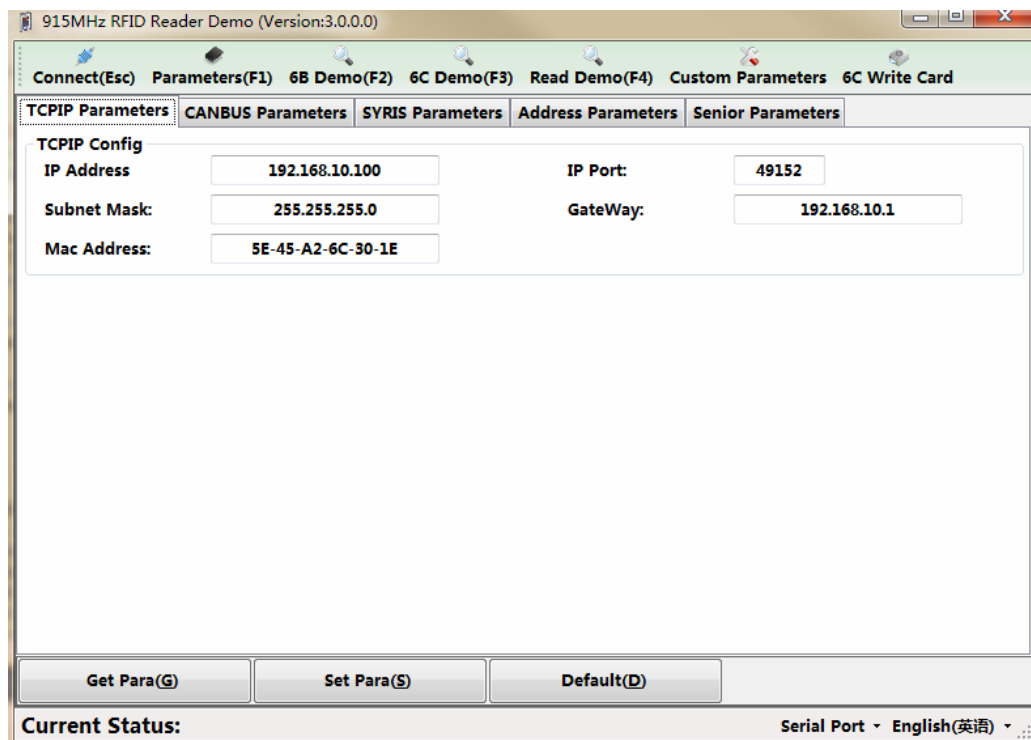 915MHz RFID Reader Demo (Version:3.0.0.0)
Connect(Esc) Parameters(F1) 6B Demo(F2) 6C Demo(F3) Read Demo(F4) Custom Parameters 6C Write Card
TCPIP Parameters CANBUS Parameters SYRIS Parameters Address Parameters Senior Parameters
TCPIP Config
IP Address 192.168.10.100 IP Port: 49152
Subnet Mask: 255.255.255.0 GateWay: 192.168.10.1
Mac Address: 5E-45-A2-6C-30-1E
Get Para(G) Set Para(S) Default(D)
Current Status: Serial Port English(英语)